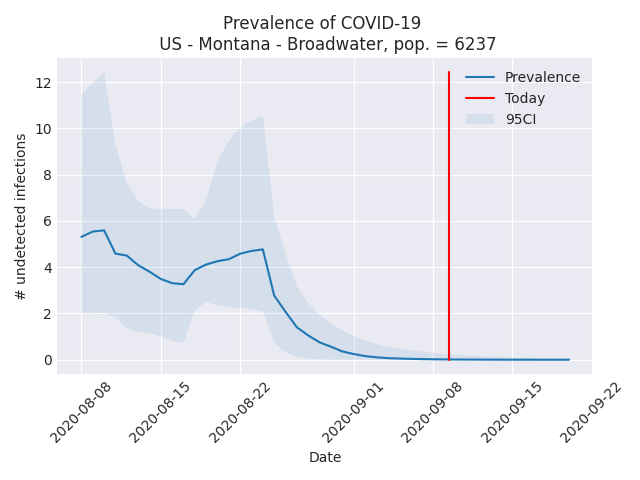 Prevalence of COVID-19
US - Montana - Broadwater, pop. = 6237
Prevalence
Today
95CI
# undetected infections
12
10
8
6
4
2
0
2020-08-08
2020-08-15
2020-08-22
2020-09-01
2020-09-08
2020-09-15
2020-09-22
Date